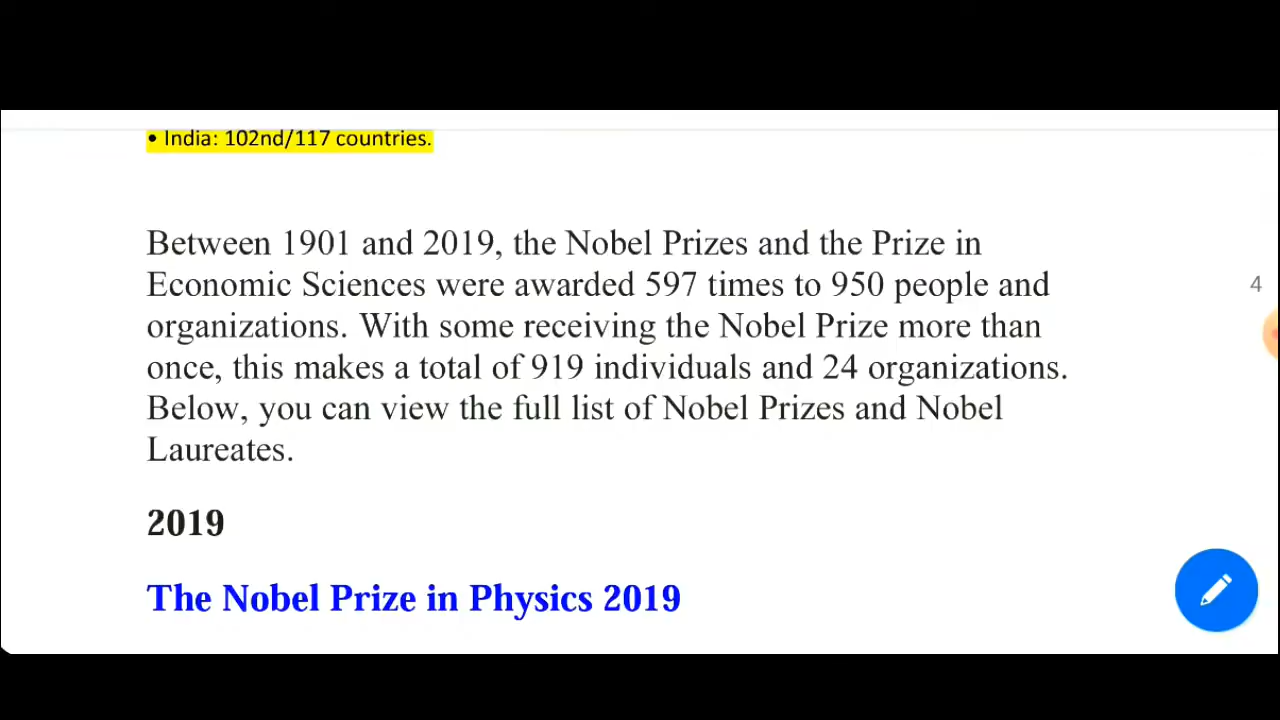 • India: 102nd/117 countries.
Between 1901 and 2019, the Nobel Prizes and the Prize in
Economic Sciences were awarded 597 times to 950 people and
organizations. With some receiving the Nobel Prize more than
once, this makes a total of 919 individuals and 24 organizations.
Below, you can view the full list of Nobel Prizes and Nobel
Laureates.
4
2019
The Nobel Prize in Physics 2019